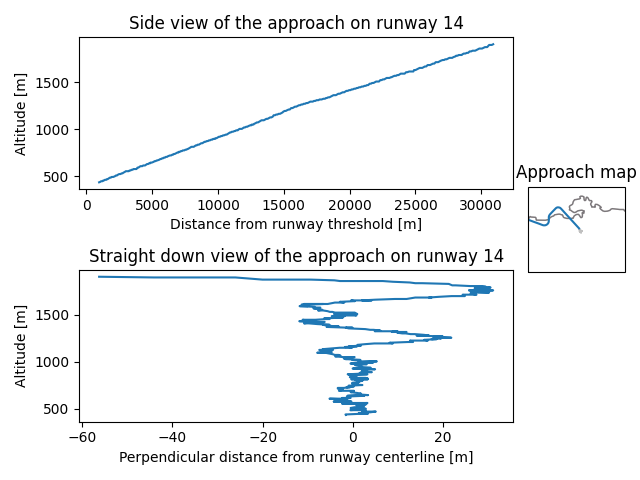 Side view of the approach on runway 14
Altitude [m]
1500
1000
500
0 5000 10000 15000 20000 25000 30000
Distance from runway threshold [m]
Approach map
Straight down view of the approach on runway 14
Altitude [m]
1500
1000
500
−60 −40 −20 0 20
Perpendicular distance from runway centerline [m]